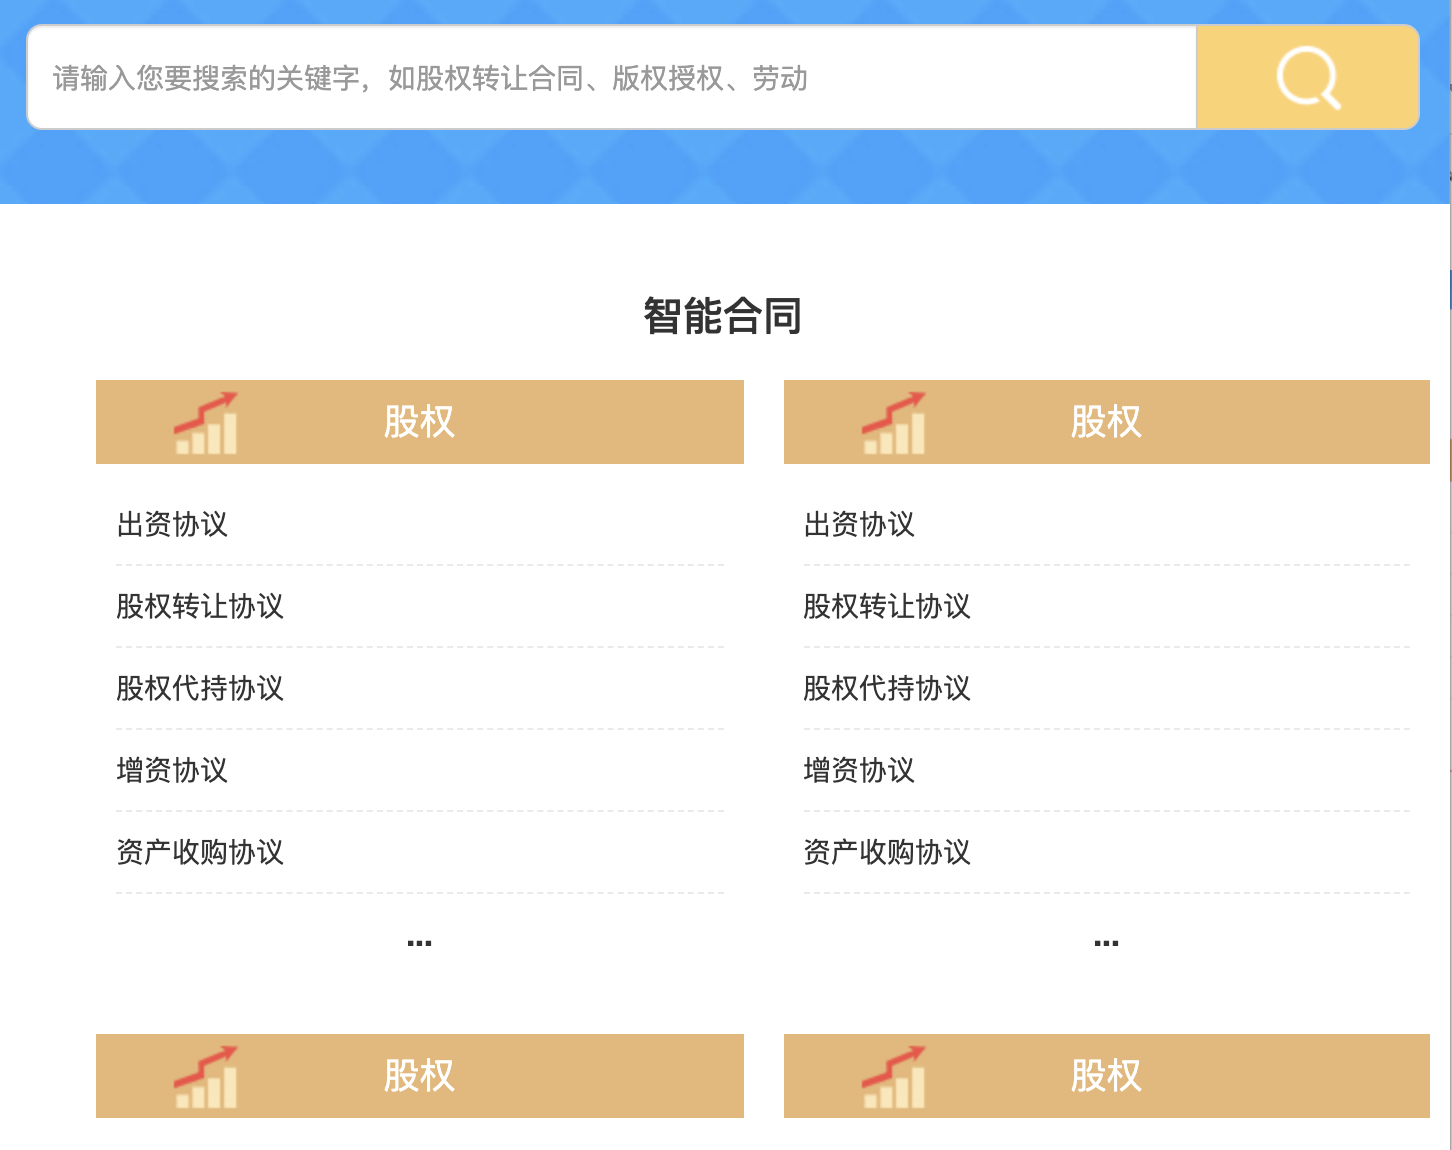 请输入您要搜索的关键字，如股权转让合同、版权授权、劳动
智能合同
股权
出资协议
股权转让协议
股权代持协议
增资协议
资产收购协议
...
股权
出资协议
股权转让协议
股权代持协议
增资协议
资产收购协议
...
股权
股权